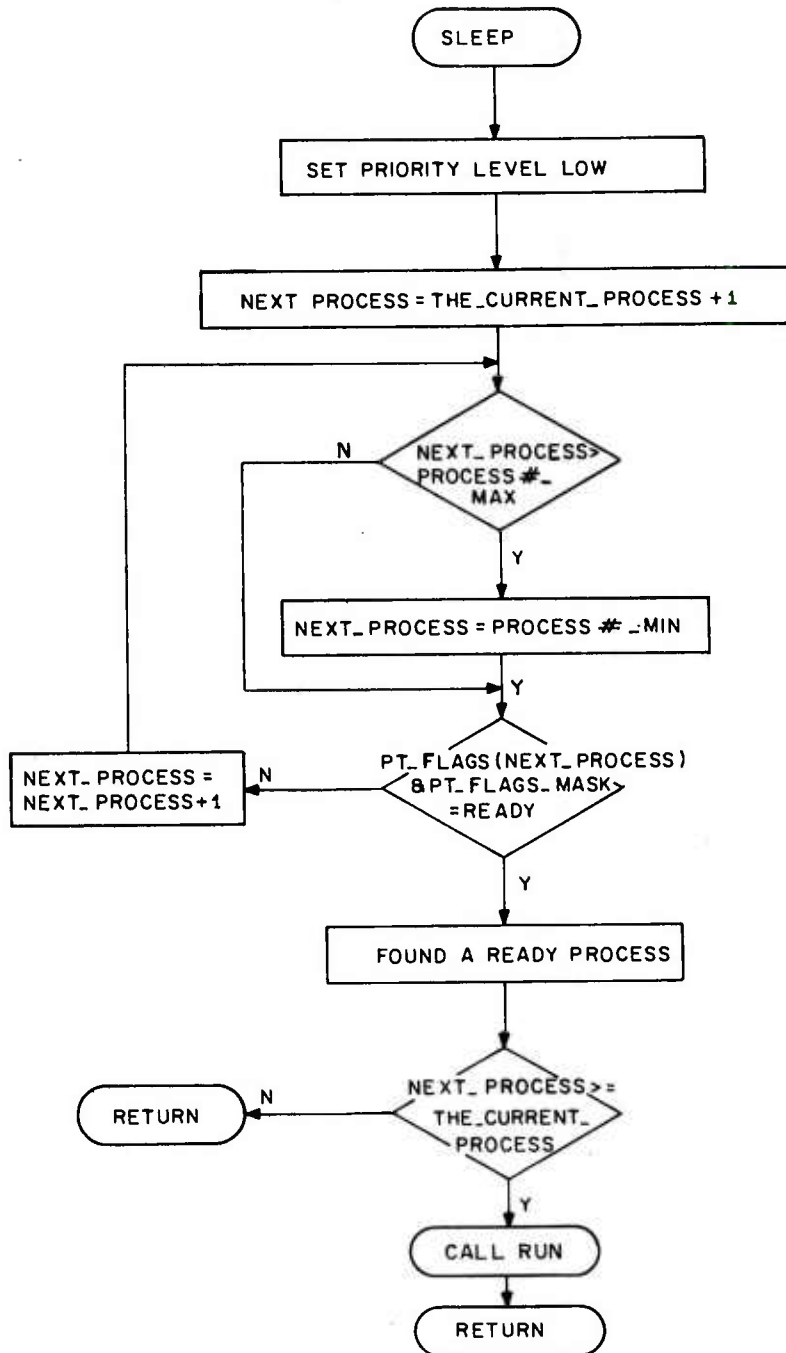 SLEEP
SET PRIORITY LEVEL LOW
NEXT PROCESS = THE_CURRENT_PROCESS +1
N
NEXT_PROCESS>
PROCESS #_
MAX
Y
NEXT_PROCESS = PROCESS #_:MIN
Y
NEXT_PROCESS =
NEXT_PROCESS+1
N
PT_FLAGS(NEXT_PROCESS)
&PT_FLAGS_MASK
=READY
Y
FOUND A READY PROCESS
RETURN
N
NEXT_PROCESS>=
THE_CURRENT_
PROCESS
Y
CALL RUN
RETURN